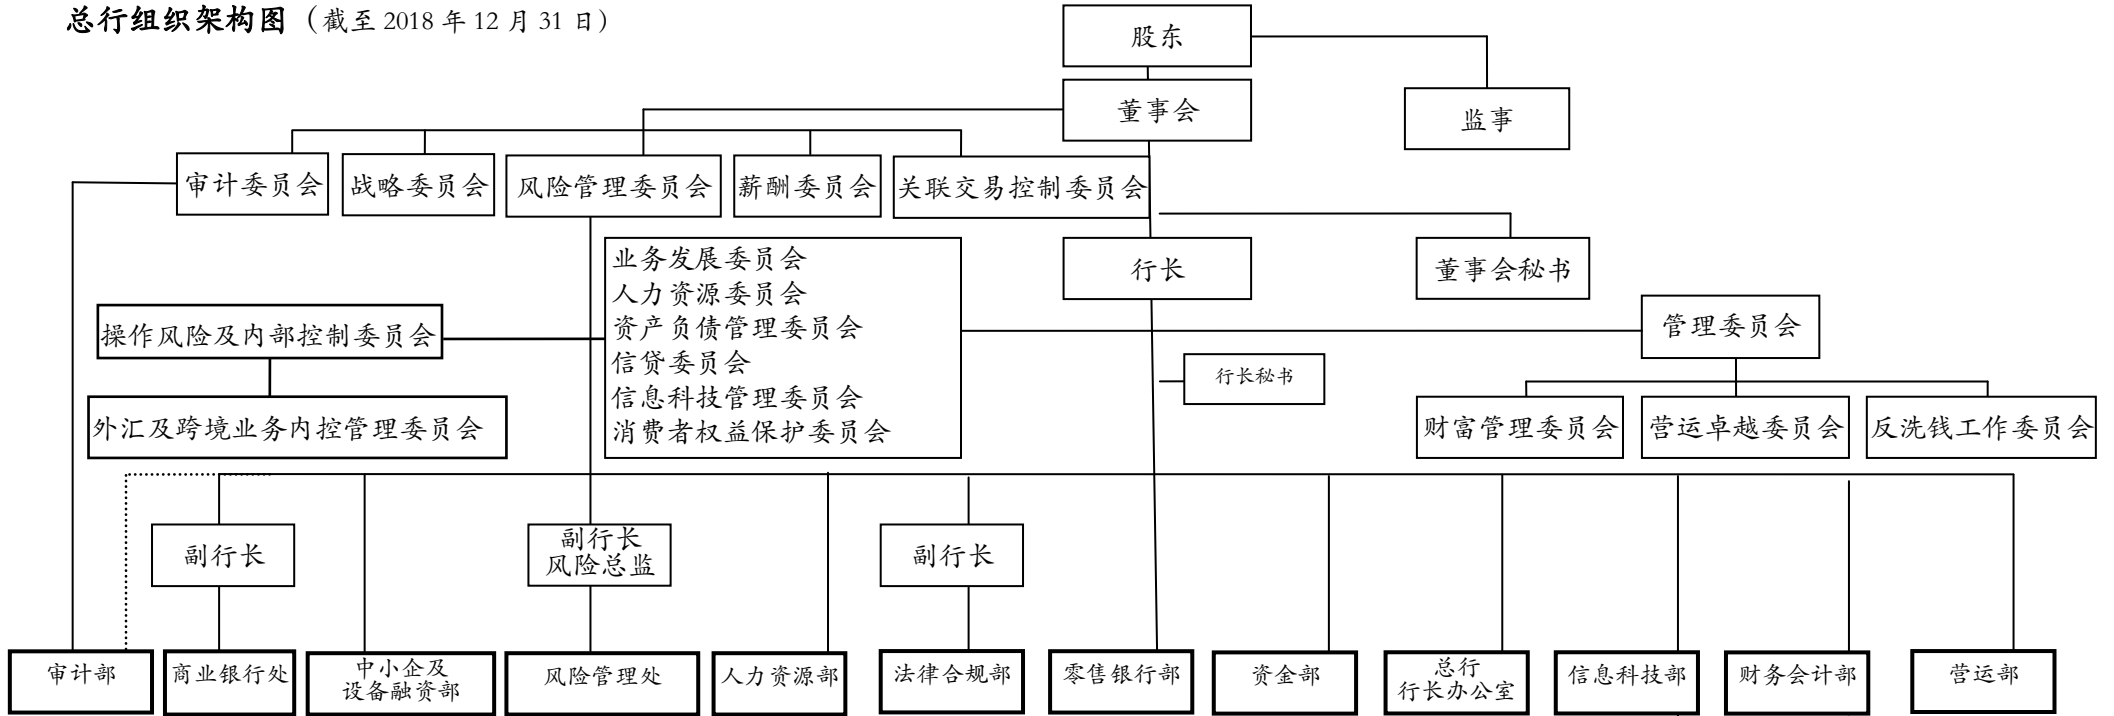 总行组织架构图（截至 2018 年 12 月 31 日）
股东
董事会
监事
审计委员会
战略委员会
风险管理委员会
薪酬委员会
关联交易控制委员会
业务发展委员会
人力资源委员会
资产负债管理委员会
信贷委员会
信息科技管理委员会
消费者权益保护委员会
行长
董事会秘书
操作风险及内部控制委员会
管理委员会
行长秘书
外汇及跨境业务内控管理委员会
财富管理委员会
营运卓越委员会
反洗钱工作委员会
副行长
副行长
风险总监
副行长
审计部
商业银行处
中小企及
设备融资部
风险管理处
人力资源部
法律合规部
零售银行部
资金部
总行
行长办公室
信息科技部
财务会计部
营运部